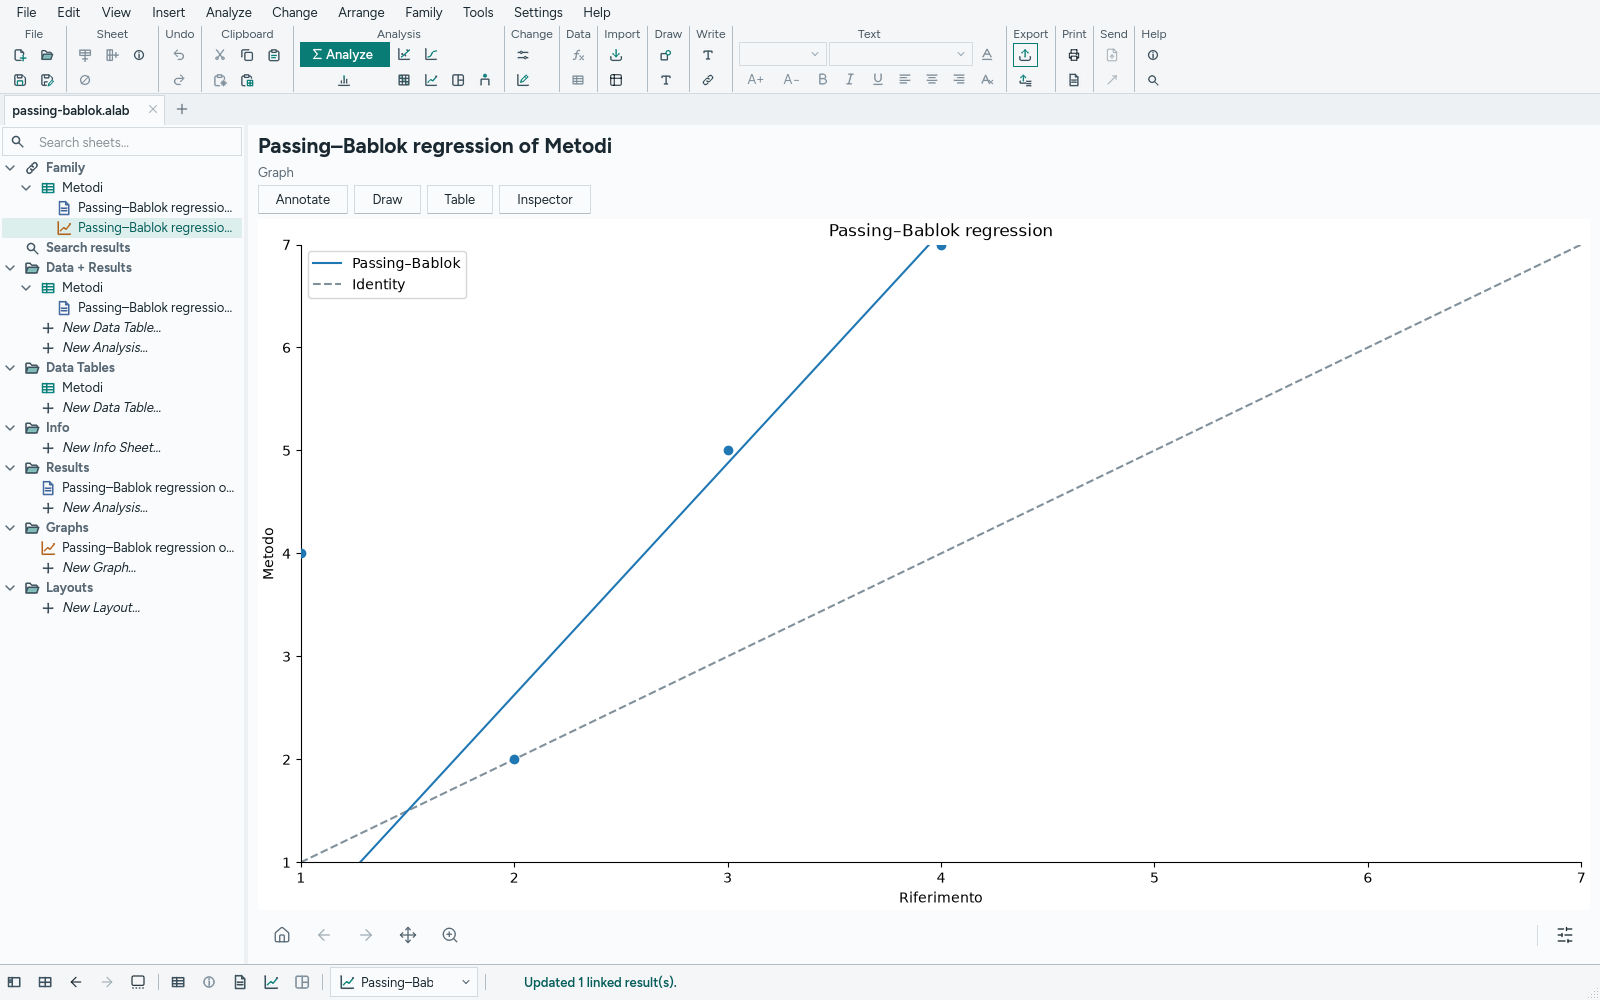 File Edit View Insert Analyze Change Arrange Family Tools Settings Help
File Sheet Undo Clipboard Analysis Change Data Import Draw Write Text Export Print Send Help
Σ Analyze
A+ A- B I U
passing-bablok.alab
Search sheets...
Family
Metodi
Passing–Bablok regressio...
Passing–Bablok regressio...
Search results
Data + Results
Metodi
Passing–Bablok regressio...
New Data Table...
New Analysis...
Data Tables
Metodi
New Data Table...
Info
New Info Sheet...
Results
Passing–Bablok regression o...
New Analysis...
Graphs
Passing–Bablok regression o...
New Graph...
Layouts
New Layout...
Passing–Bablok regression of Metodi
Graph
Annotate Draw Table Inspector
Passing–Bablok regression
Passing–Bablok
Identity
7
6
5
4
3
2
1
Metodo
1 2 3 4 5 6 7
Riferimento
Passing–Bab
Updated 1 linked result(s).